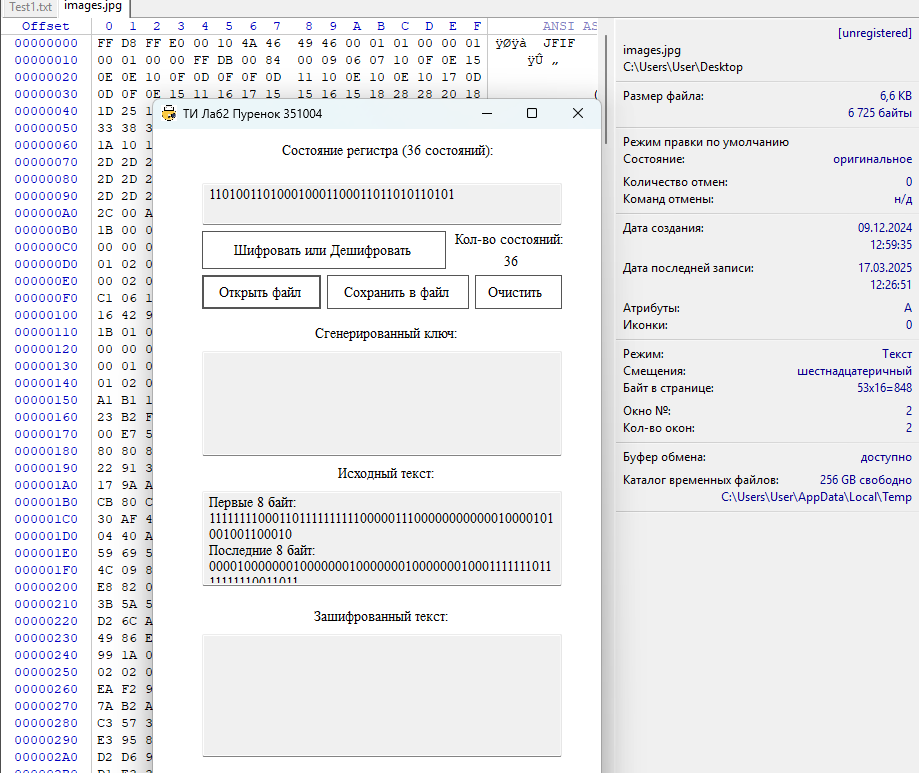 Test1.txt images.jpg
Offset 0 1 2 3 4 5 6 7 8 9 A B C D E F ANSI AS
00000000 FF D8 FF E0 00 10 4A 46 49 46 00 01 01 00 00 01 ÿØÿà JFIF
00000010 00 01 00 00 FF DB 00 84 00 09 06 07 10 0F 0E 15 ÿÛ „
00000020 0E 0E 10 0F 0D 0F 0F 0D 11 10 0E 10 0E 10 17 0D
00000030 0D 0F 0E 15 11 16 17 15 15 16 15 18 28 28 20 18 (
00000040 1D 25 1
00000050 33 38 3
00000060 1A 10 1
00000070 2D 2D 2
00000080 2D 2D 2
00000090 2D 2D 2
000000A0 2C 00 A
000000B0 1B 00 0
000000C0 00 00 0
000000D0 01 02 0
000000E0 00 02 0
000000F0 C1 06 1
00000100 16 42 9
00000110 1B 01 0
00000120 00 00 0
00000130 00 01 0
00000140 01 02 0
00000150 A1 B1 1
00000160 23 B2 F
00000170 00 E7 5
00000180 80 80 8
00000190 22 91 3
000001A0 17 9A A
000001B0 CB 80 C
000001C0 30 AF 4
000001D0 04 40 A
000001E0 59 69 5
000001F0 4C 09 8
00000200 E8 82 0
00000210 3B 5A 5
00000220 D2 6C A
00000230 49 86 E
00000240 99 1A 0
00000250 02 02 0
00000260 EA F2 9
00000270 7A B2 A
00000280 C3 57 3
00000290 E3 95 8
000002A0 D2 D6 9
ТИ Лаб2 Пуренок 351004
Состояние регистра (36 состояний):
110100110100010001100011011010110101
Шифровать или Дешифровать
Кол-во состояний:
36
Открыть файл
Сохранить в файл
Очистить
Сгенерированный ключ:
Исходный текст:
Первые 8 байт:
1111111100011011111111110000011100000000000010000101
001001100010
Последние 8 байт:
00001000000010000000100000001000000010001111111011
11111110011011
Зашифрованный текст:
[unregistered]
images.jpg
C:\Users\User\Desktop
Размер файла: 6,6 KB
6 725 байты
Режим правки по умолчанию
Состояние: оригинальное
Количество отмен: 0
Команд отмены: н/д
Дата создания: 09.12.2024
12:59:35
Дата последней записи: 17.03.2025
12:26:51
Атрибуты: A
Иконки: 0
Режим: Текст
Смещения: шестнадцатеричный
Байт в странице: 53x16=848
Окно №: 2
Кол-во окон: 2
Буфер обмена: доступно
Каталог временных файлов: 256 GB свободно
C:\Users\User\AppData\Local\Temp